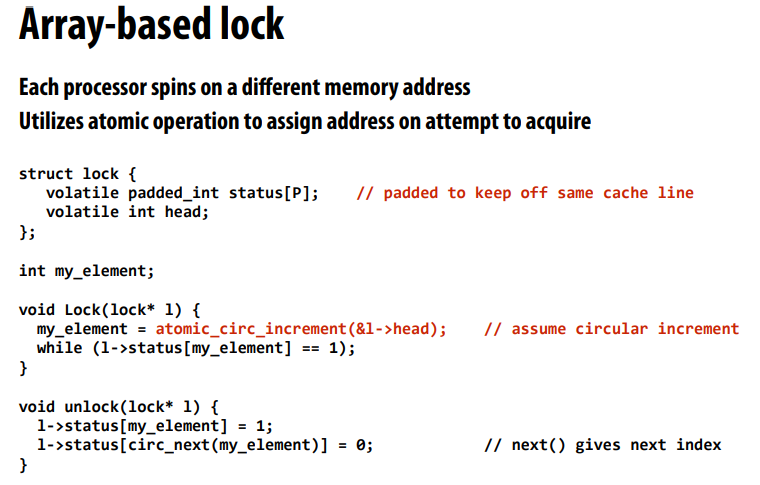 Array-based lock
Each processor spins on a different memory address
Utilizes atomic operation to assign address on attempt to acquire
struct lock {
   volatile padded_int status[P];    // padded to keep off same cache line
   volatile int head;
};
int my_element;
void Lock(lock* l) {
  my_element = atomic_circ_increment(&l->head);    // assume circular increment
  while (l->status[my_element] == 1);
}
void unlock(lock* l) {
  l->status[my_element] = 1;
  l->status[circ_next(my_element)] = 0;            // next() gives next index
}